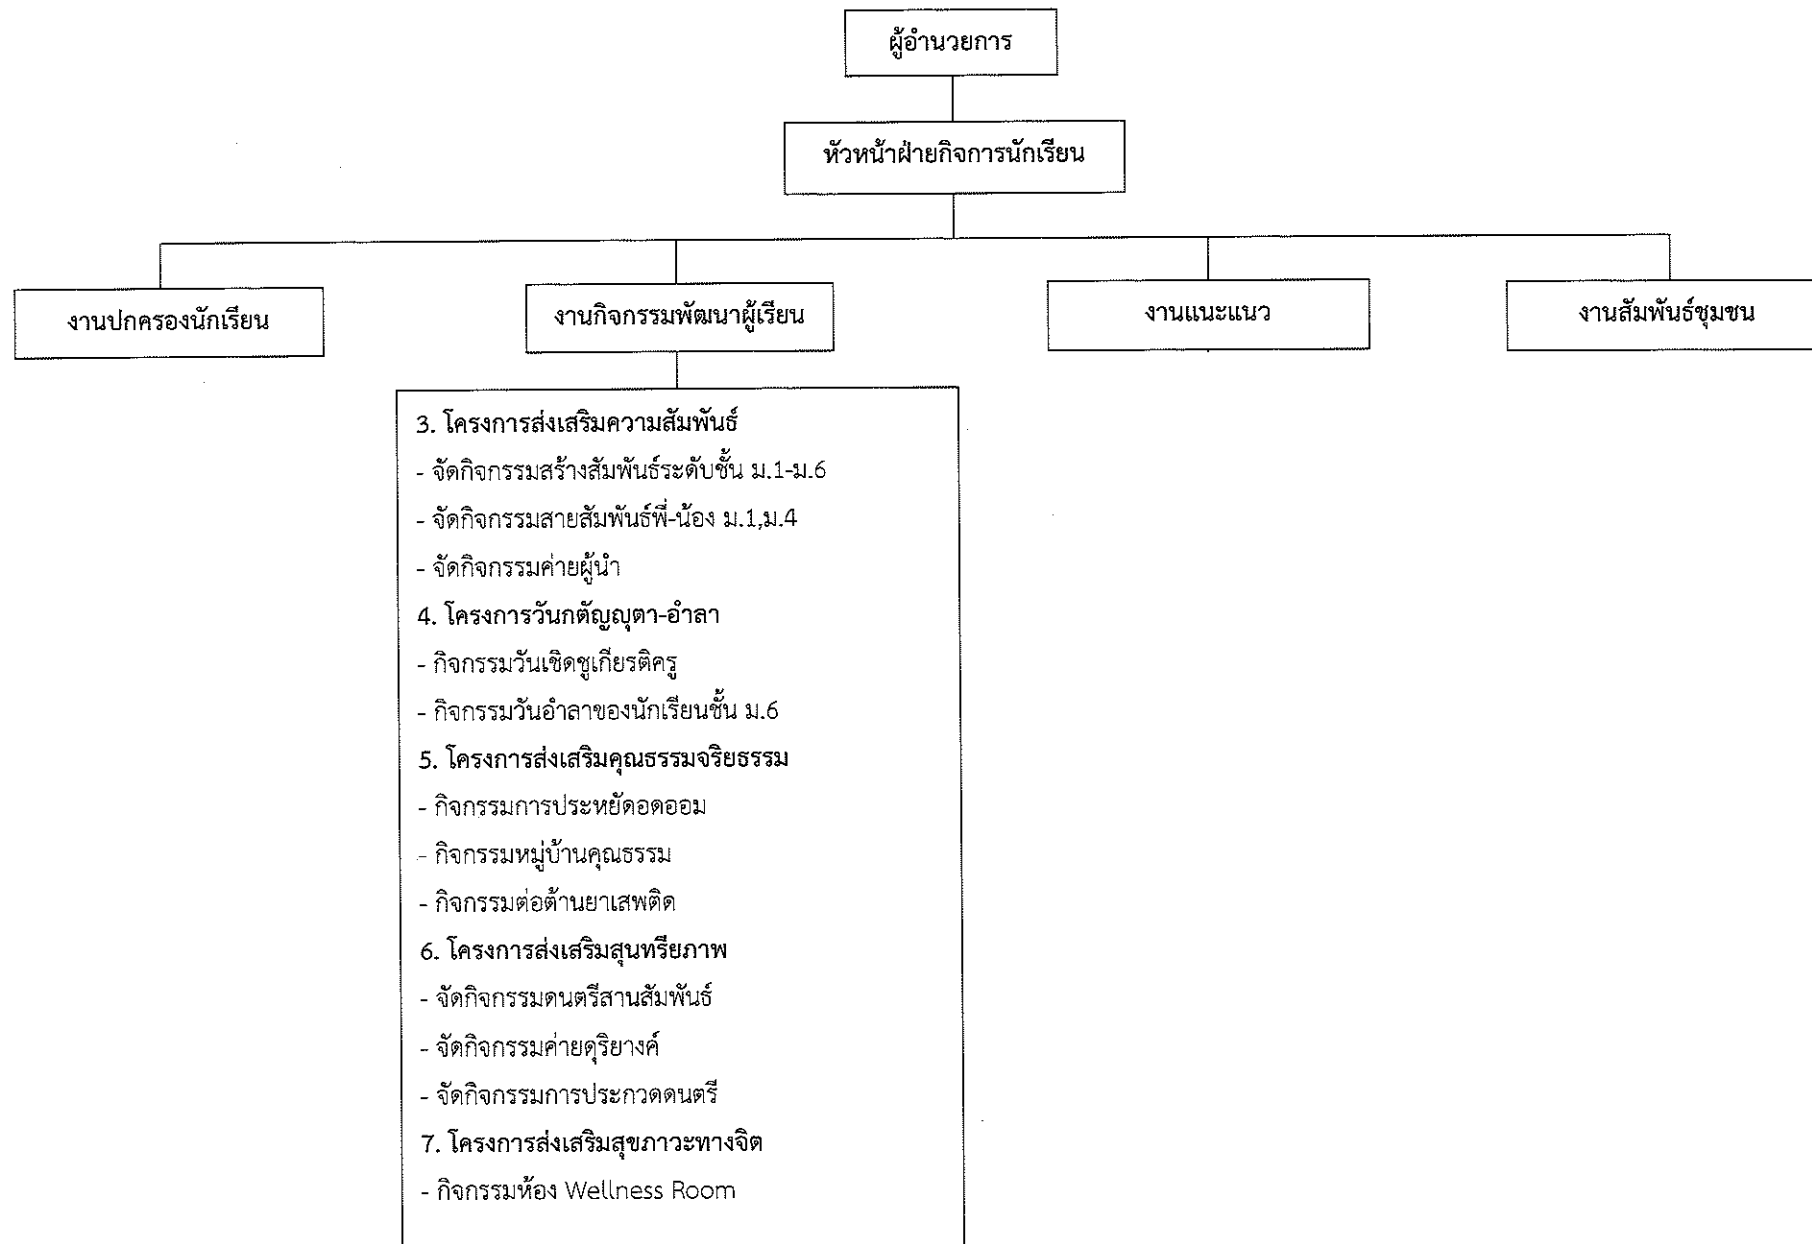 ผู้อำนวยการ
หัวหน้าฝ่ายกิจการนักเรียน
งานปกครองนักเรียน
งานกิจกรรมพัฒนาผู้เรียน
งานแนะแนว
งานสัมพันธ์ชุมชน
3. โครงการส่งเสริมความสัมพันธ์
- จัดกิจกรรมสร้างสัมพันธ์ระดับชั้น ม.1-ม.6
- จัดกิจกรรมสายสัมพันธ์พี่-น้อง ม.1,ม.4
- จัดกิจกรรมค่ายผู้นำ
4. โครงการวันกตัญญุตา-อำลา
- กิจกรรมวันเชิดชูเกียรติครู
- กิจกรรมวันอำลาของนักเรียนชั้น ม.6
5. โครงการส่งเสริมคุณธรรมจริยธรรม
- กิจกรรมการประหยัดอดออม
- กิจกรรมหมู่บ้านคุณธรรม
- กิจกรรมต่อต้านยาเสพติด
6. โครงการส่งเสริมสุนทรียภาพ
- จัดกิจกรรมดนตรีสานสัมพันธ์
- จัดกิจกรรมค่ายดุริยางค์
- จัดกิจกรรมการประกวดดนตรี
7. โครงการส่งเสริมสุขภาวะทางจิต
- กิจกรรมห้อง Wellness Room